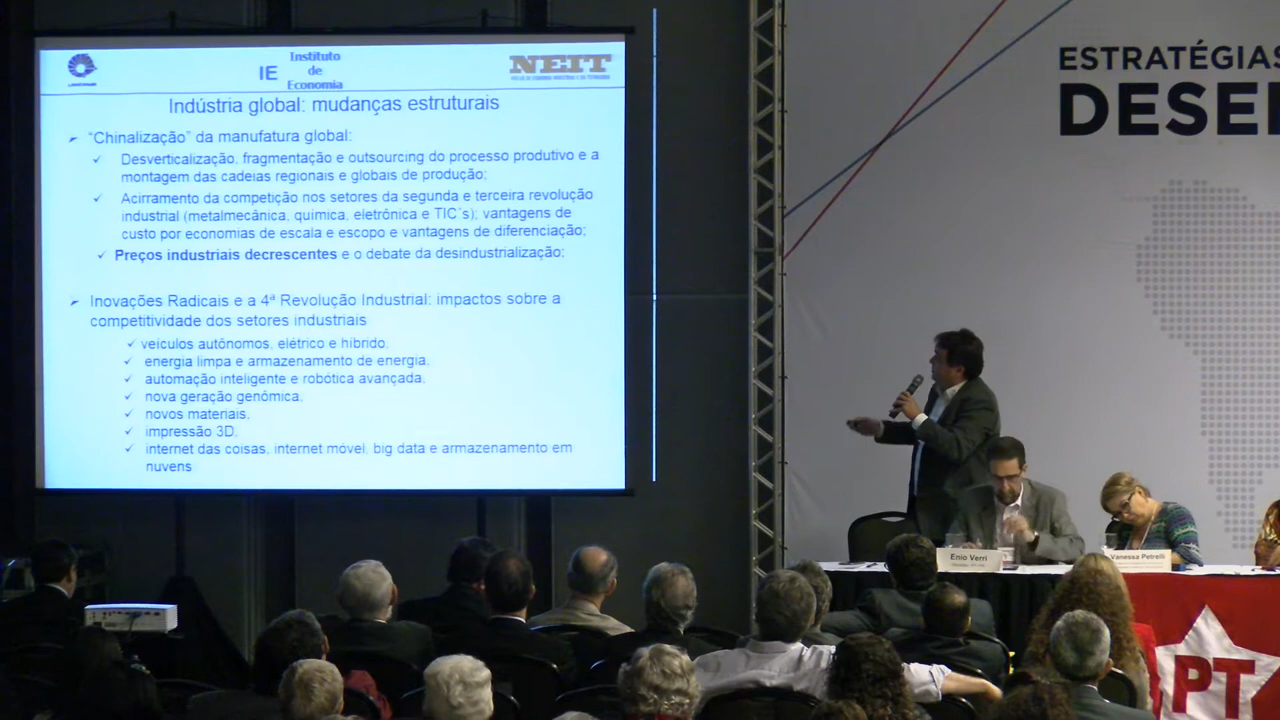 IE
Instituto
de
Economia
NEIT
Indústria global: mudanças estruturais
"Chinalização" da manufatura global:
Desverticalização, fragmentação e outsourcing do processo produtivo e a
montagem das cadeias regionais e globais de produção;
Acirramento da competição nos setores da segunda e terceira revolução
industrial (metalmecânica, química, eletrônica e TIC`s); vantagens de
custo por economias de escala e escopo e vantagens de diferenciação;
Preços industriais decrescentes e o debate da desindustrialização;
Inovações Radicais e a 4ª Revolução Industrial: impactos sobre a
competitividade dos setores industriais
veículos autônomos, elétrico e híbrido,
energia limpa e armazenamento de energia,
automação inteligente e robótica avançada,
nova geração genômica,
novos materiais,
impressão 3D,
internet das coisas, internet móvel, big data e armazenamento em
nuvens
ESTRATÉGIAS
DESE
Enio Verri
Vanessa Petrelli
PT